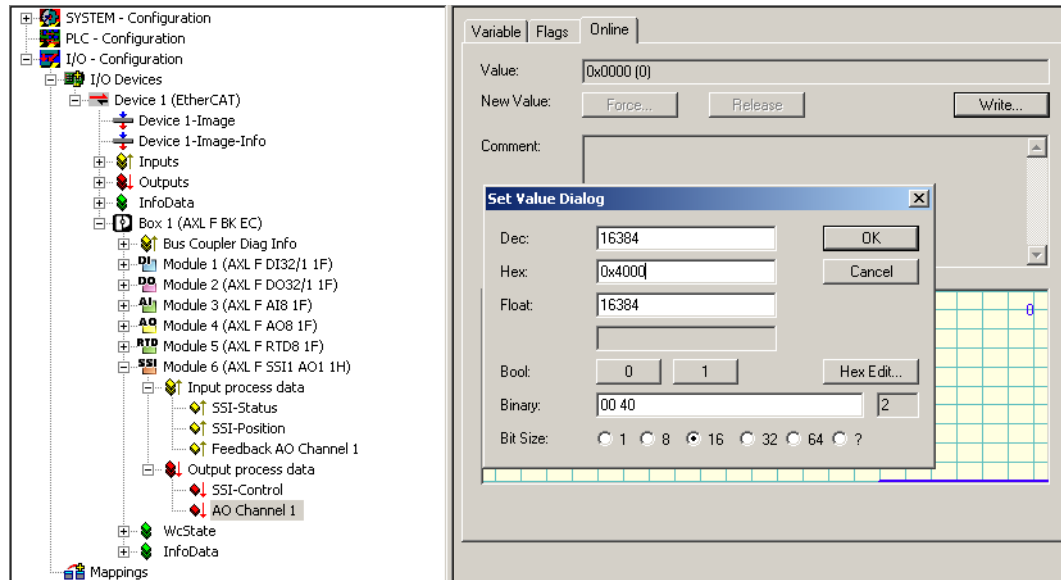 SYSTEM - Configuration
PLC - Configuration
I/O - Configuration
I/O Devices
Device 1 (EtherCAT)
Device 1-Image
Device 1-Image-Info
Inputs
Outputs
InfoData
Box 1 (AXL F BK EC)
Bus Coupler Diag Info
DI Module 1 (AXL F DI32/1 1F)
DO Module 2 (AXL F DO32/1 1F)
AI Module 3 (AXL F AI8 1F)
AO Module 4 (AXL F AO8 1F)
RTD Module 5 (AXL F RTD8 1F)
SSI Module 6 (AXL F SSI1 AO1 1H)
Input process data
SSI-Status
SSI-Position
Feedback AO Channel 1
Output process data
SSI-Control
AO Channel 1
WcState
InfoData
Mappings
Variable Flags Online
Value: 0x0000 (0)
New Value: Force... Release Write...
Comment:
Set Value Dialog
Dec: 16384 OK
Hex: 0x4000 Cancel
Float: 16384
Bool: 0 1 Hex Edit...
Binary: 00 40 2
Bit Size: 1 8 16 32 64 ?
0